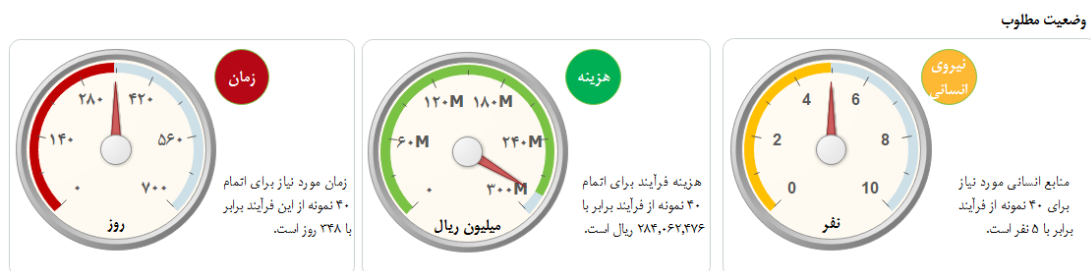 وضعیت مطلوب
نیروی
انسانی
0
2
4
6
8
10
نفر
منابع انسانی مورد نیاز
برای ۴۰ نمونه از فرآیند
برابر با ۵ نفر است.
هزینه
۰
۶۰M
۱۲۰M
۱۸۰M
۲۴۰M
۳۰۰M
میلیون ریال
هزینه فرآیند برای اتمام
۴۰ نمونه از فرآیند برابر با
۲۸۴,۰۶۲,۴۷۶ ریال است.
زمان
۰
۱۴۰
۲۸۰
۴۲۰
۵۶۰
۷۰۰
روز
زمان مورد نیاز برای اتمام
۴۰ نمونه از این فرآیند برابر
با ۳۴۸ روز است.